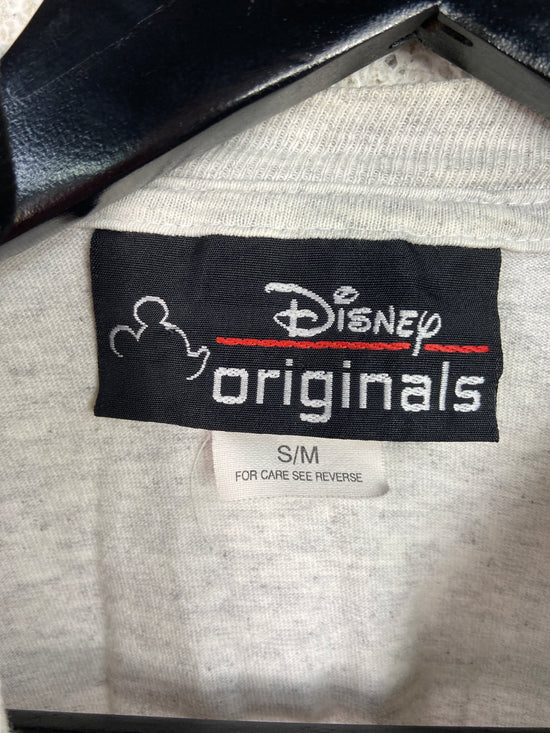 Disney
originals
S/M
FOR CARE SEE REVERSE